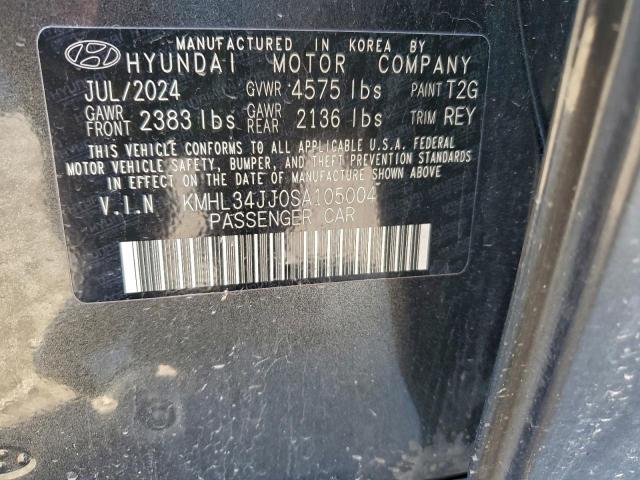 MANUFACTURED IN KOREA BY
HYUNDAI MOTOR COMPANY
JUL/2024 GVWR 4575 lbs PAINT T2G
GAWR FRONT 2383 lbs GAWR REAR 2136 lbs TRIM REY
THIS VEHICLE CONFORMS TO ALL APPLICABLE U.S.A. FEDERAL
MOTOR VEHICLE SAFETY, BUMPER, AND THEFT PREVENTION STANDARDS
IN EFFECT ON THE DATE OF MANUFACTURE SHOWN ABOVE.
V.I.N KMHL34JJ0SA105004
PASSENGER CAR